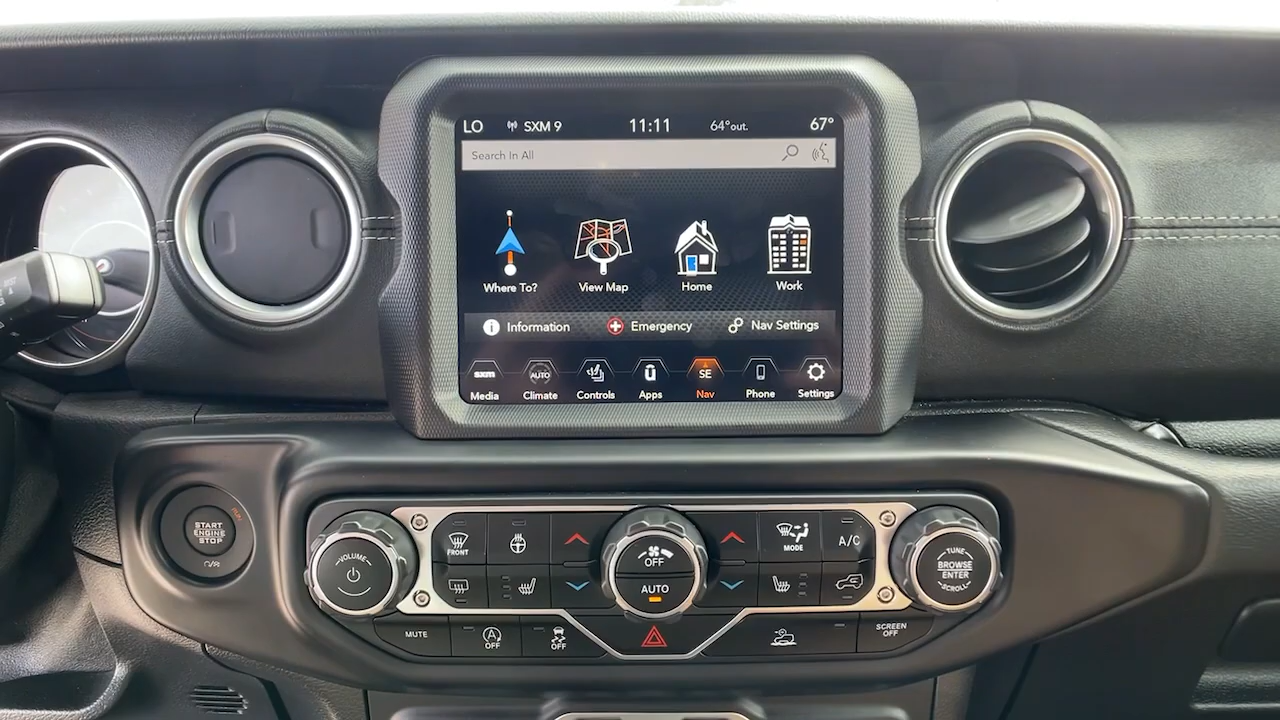 LO SXM 9 11:11 64°out. 67°
Search In All
Where To? View Map Home Work
Information Emergency Nav Settings
sxm AUTO SE
Media Climate Controls Apps Nav Phone Settings
START
ENGINE
STOP
RUN
VOLUME
FRONT
OFF
AUTO
MODE
A/C
TUNE
BROWSE
ENTER
SCROLL
MUTE
A
OFF
OFF
SCREEN
OFF